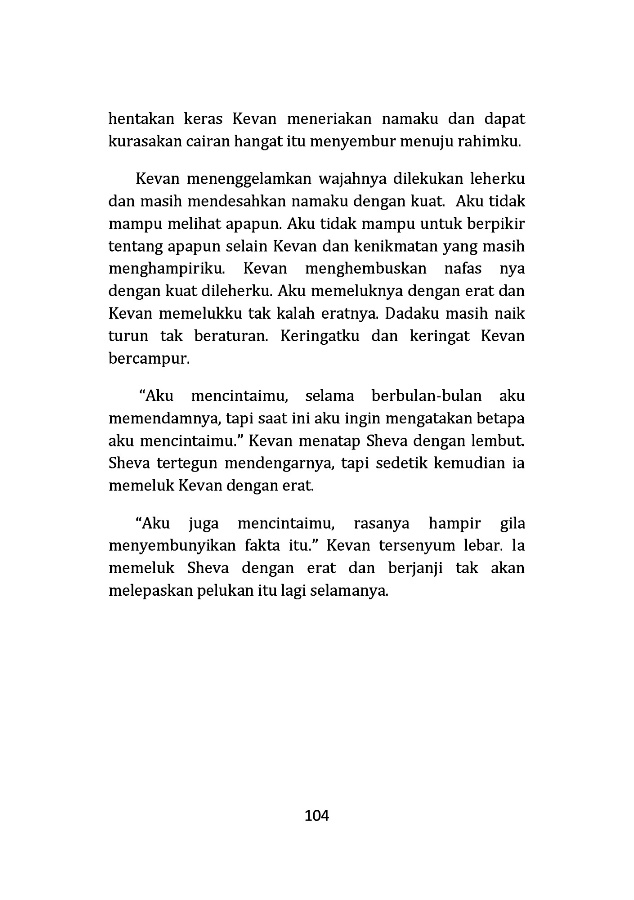 hentakan keras Kevan meneriakan namaku dan dapat
kurasakan cairan hangat itu menyembur menuju rahimku.
Kevan menenggelamkan wajahnya dilekukan leherku
dan masih mendesahkan namaku dengan kuat. Aku tidak
mampu melihat apapun. Aku tidak mampu untuk berpikir
tentang apapun selain Kevan dan kenikmatan yang masih
menghampiriku. Kevan menghembuskan nafas nya
dengan kuat dileherku. Aku memeluknya dengan erat dan
Kevan memelukku tak kalah eratnya. Dadaku masih naik
turun tak beraturan. Keringatku dan keringat Kevan
bercampur.
“Aku mencintaimu, selama berbulan-bulan aku
memendamnya, tapi saat ini aku ingin mengatakan betapa
aku mencintaimu.” Kevan menatap Sheva dengan lembut.
Sheva tertegun mendengarnya, tapi sedetik kemudian ia
memeluk Kevan dengan erat.
“Aku juga mencintaimu, rasanya hampir gila
menyembunyikan fakta itu.” Kevan tersenyum lebar. Ia
memeluk Sheva dengan erat dan berjanji tak akan
melepaskan pelukan itu lagi selamanya.
104